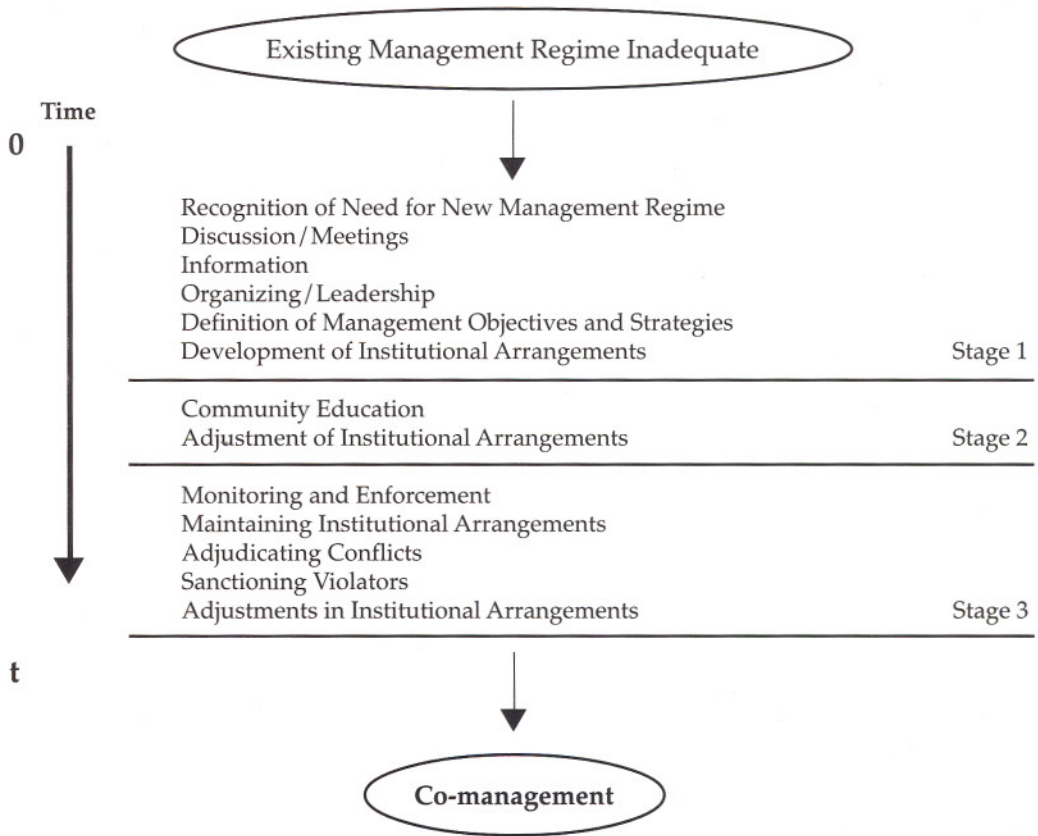 Existing Management Regime Inadequate
Time
0
Recognition of Need for New Management Regime
Discussion/Meetings
Information
Organizing/Leadership
Definition of Management Objectives and Strategies
Development of Institutional Arrangements Stage 1
Community Education
Adjustment of Institutional Arrangements Stage 2
Monitoring and Enforcement
Maintaining Institutional Arrangements
Adjudicating Conflicts
Sanctioning Violators
Adjustments in Institutional Arrangements Stage 3
t
Co-management